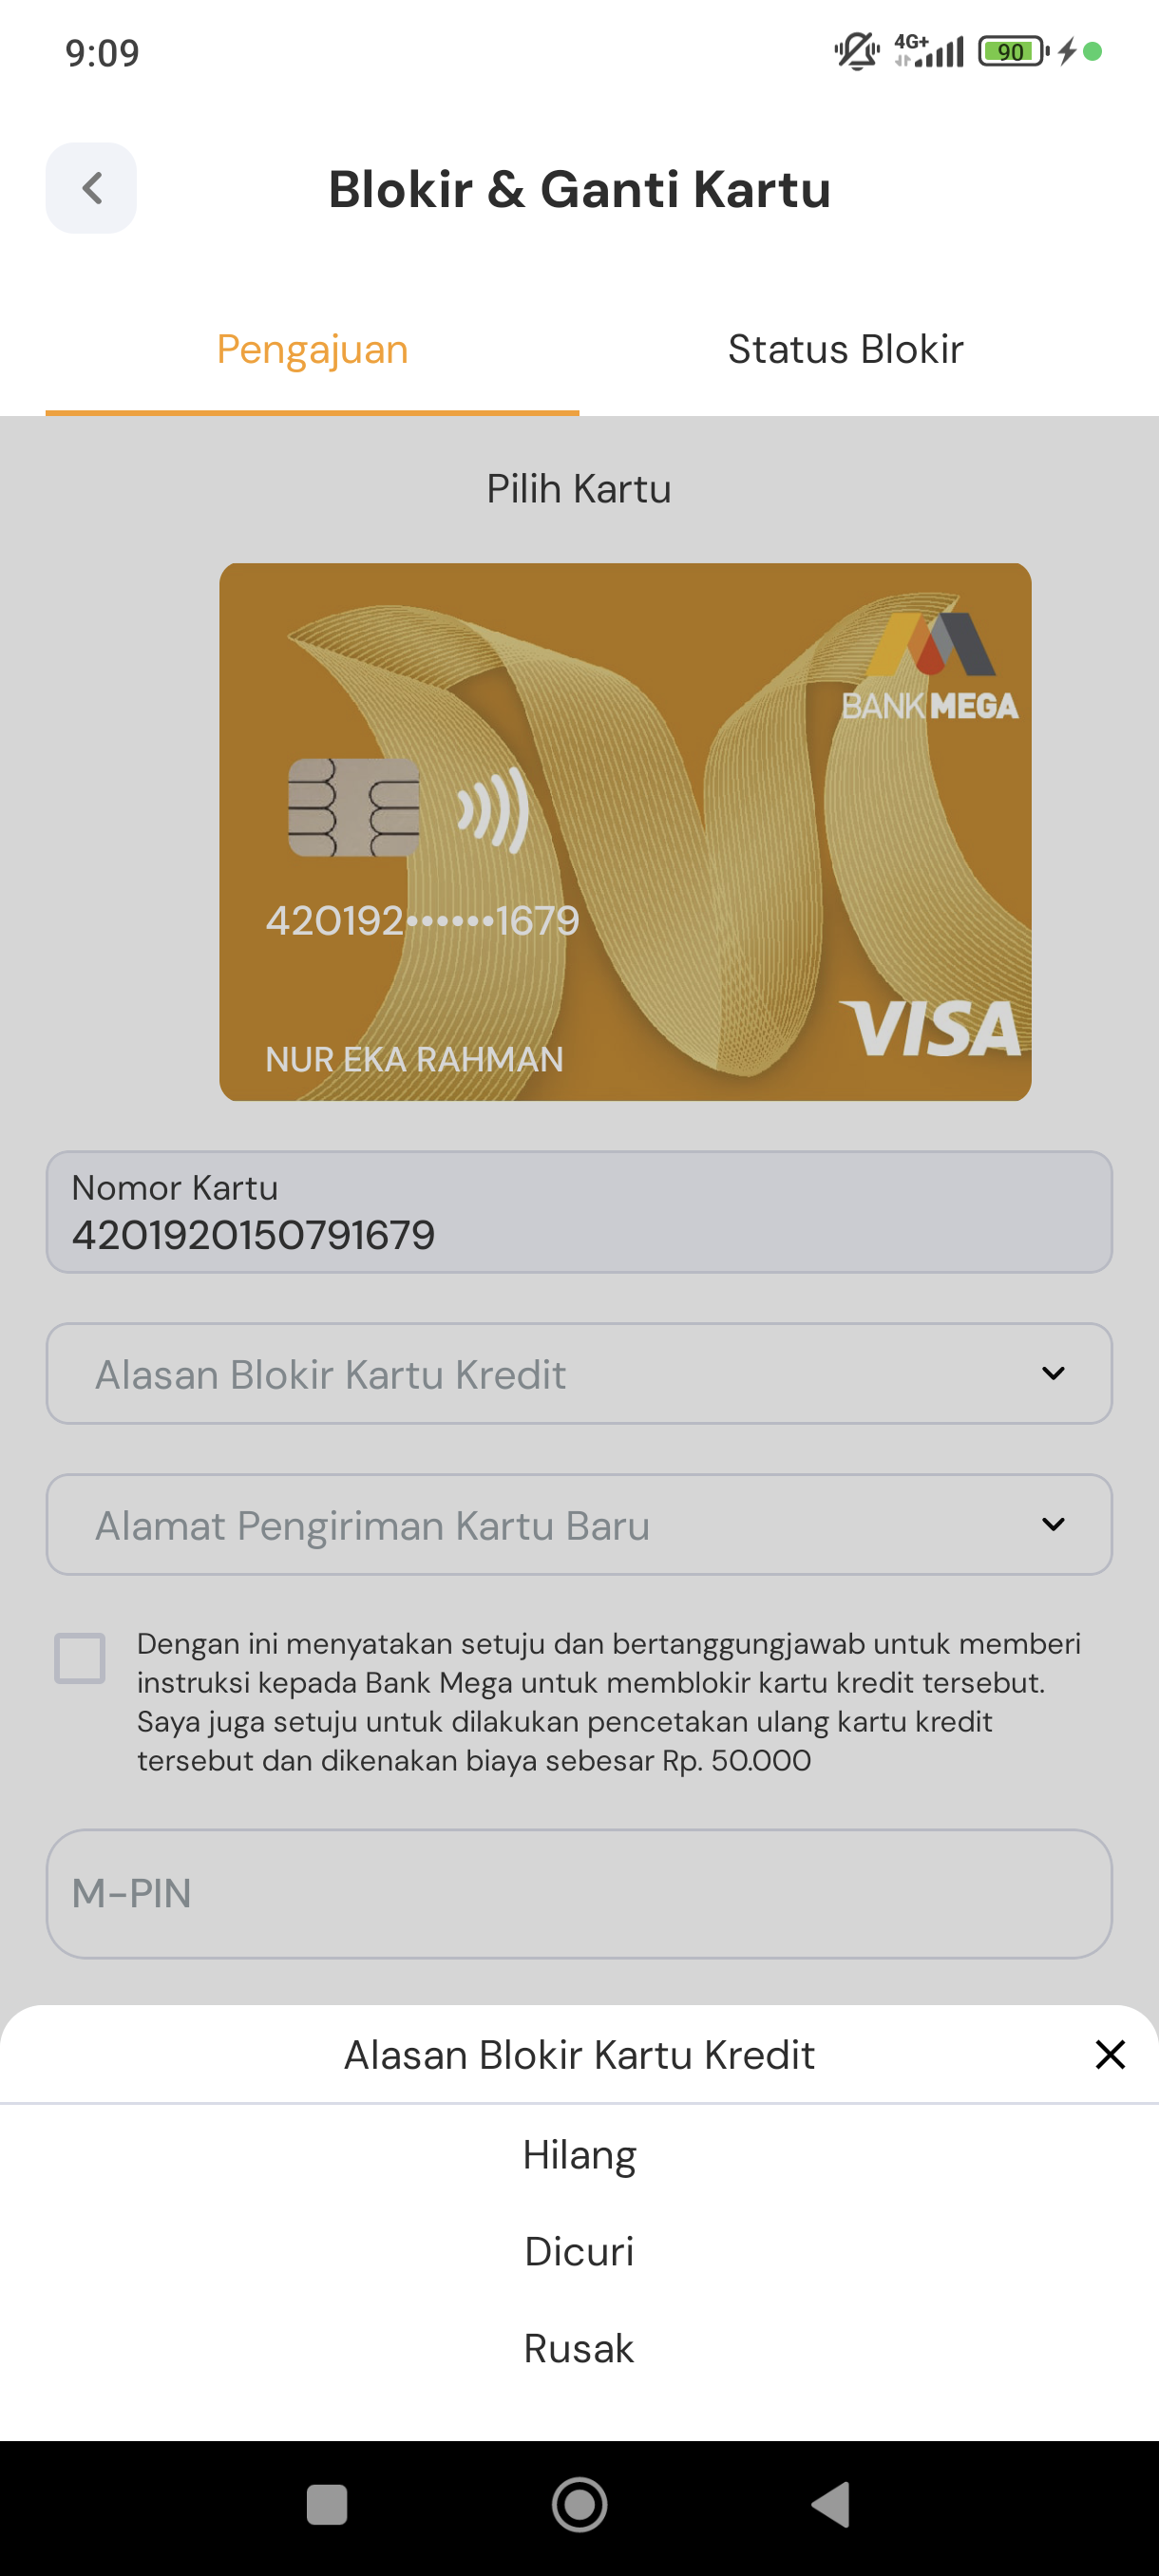 9:09
4G+
90
Blokir & Ganti Kartu
Pengajuan
Status Blokir
Pilih Kartu
BANK MEGA
420192••••••1679
VISA
NUR EKA RAHMAN
Nomor Kartu
4201920150791679
Alasan Blokir Kartu Kredit
Alamat Pengiriman Kartu Baru
Dengan ini menyatakan setuju dan bertanggungjawab untuk memberi
instruksi kepada Bank Mega untuk memblokir kartu kredit tersebut.
Saya juga setuju untuk dilakukan pencetakan ulang kartu kredit
tersebut dan dikenakan biaya sebesar Rp. 50.000
M-PIN
Alasan Blokir Kartu Kredit
Hilang
Dicuri
Rusak